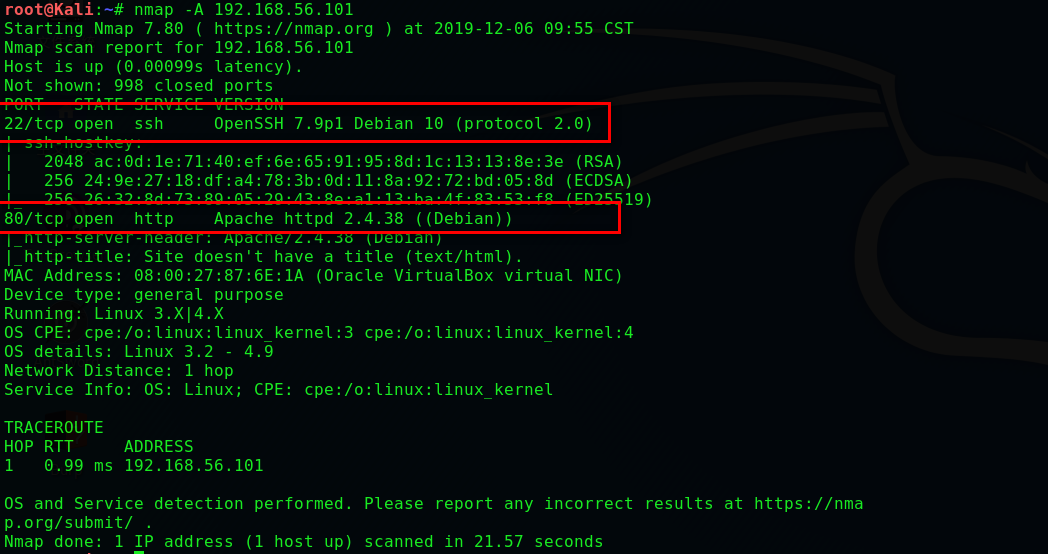 root@Kali:~# nmap -A 192.168.56.101
Starting Nmap 7.80 ( https://nmap.org ) at 2019-12-06 09:55 CST
Nmap scan report for 192.168.56.101
Host is up (0.00099s latency).
Not shown: 998 closed ports
PORT   STATE SERVICE VERSION
22/tcp open  ssh     OpenSSH 7.9p1 Debian 10 (protocol 2.0)
| ssh-hostkey:
|   2048 ac:0d:1e:71:40:ef:6e:65:91:95:8d:1c:13:13:8e:3e (RSA)
|   256 24:9e:27:18:df:a4:78:3b:0d:11:8a:92:72:bd:05:8d (ECDSA)
|_  256 26:32:8d:73:89:05:29:43:8e:a1:13:ba:4f:83:53:f8 (ED25519)
80/tcp open  http    Apache httpd 2.4.38 ((Debian))
|_http-server-header: Apache/2.4.38 (Debian)
|_http-title: Site doesn't have a title (text/html).
MAC Address: 08:00:27:87:6E:1A (Oracle VirtualBox virtual NIC)
Device type: general purpose
Running: Linux 3.X|4.X
OS CPE: cpe:/o:linux:linux_kernel:3 cpe:/o:linux:linux_kernel:4
OS details: Linux 3.2 - 4.9
Network Distance: 1 hop
Service Info: OS: Linux; CPE: cpe:/o:linux:linux_kernel

TRACEROUTE
HOP RTT     ADDRESS
1   0.99 ms 192.168.56.101

OS and Service detection performed. Please report any incorrect results at https://nma
p.org/submit/ .
Nmap done: 1 IP address (1 host up) scanned in 21.57 seconds